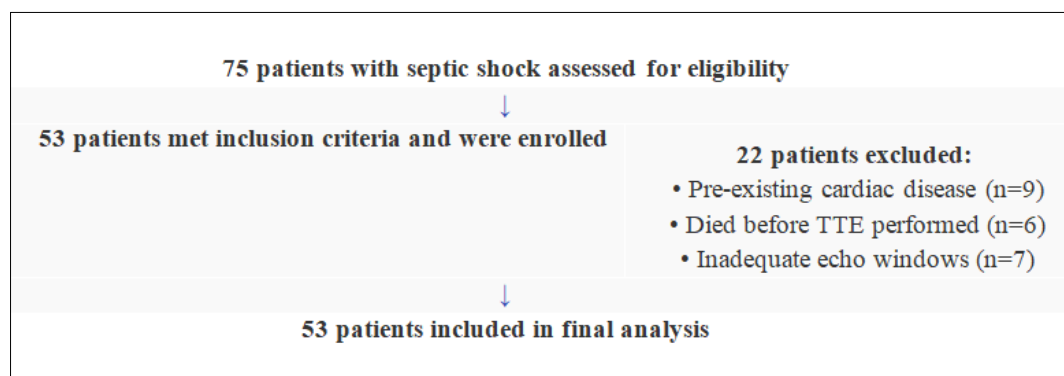 75 patients with septic shock assessed for eligibility
↓
53 patients met inclusion criteria and were enrolled
22 patients excluded:
• Pre-existing cardiac disease (n=9)
• Died before TTE performed (n=6)
• Inadequate echo windows (n=7)
↓
53 patients included in final analysis